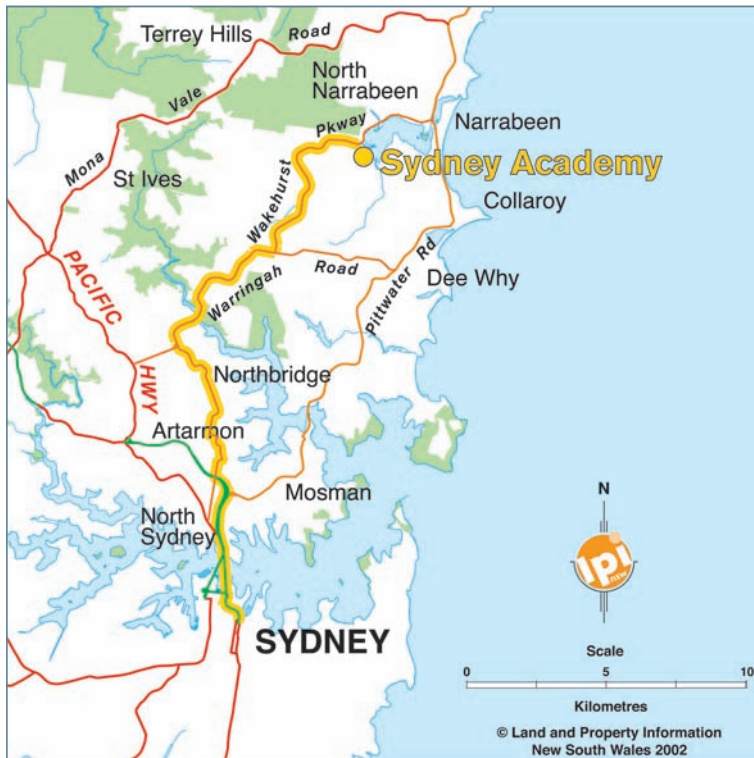 Terrey Hills
Road
North
Narrabeen
Vale
Pkway
Narrabeen
Mona
Sydney Academy
St Ives
Wakehurst
Collaroy
PACIFIC
Road
Pittwater Rd
Dee Why
Warringah
Northbridge
HWY
Artarmon
Mosman
N
North
Sydney
lpi
nsw
SYDNEY
Scale
0 5 10
Kilometres
© Land and Property Information
New South Wales 2002